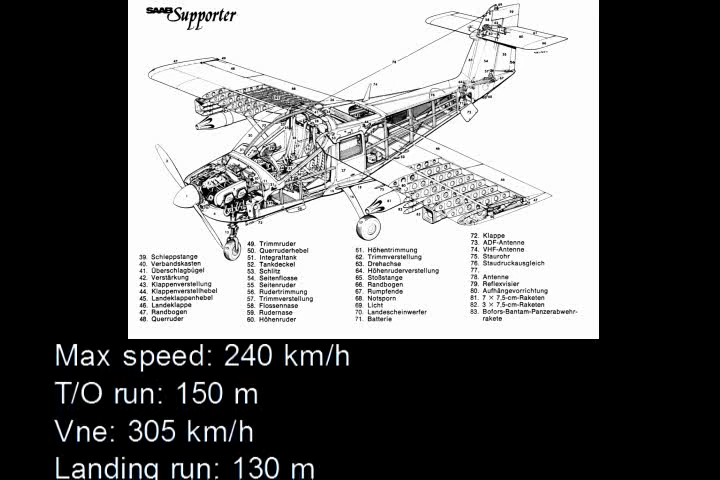 SAAB Supporter
39. Schleppstange
40. Verbandskasten
41. Überschlagbügel
42. Verstärkung
43. Klappenverstellung
44. Klappenverstellhebel
45. Landeklappenhebel
46. Landeklappe
47. Randbogen
48. Querruder
49. Trimmruder
50. Querruderhebel
51. Integraltank
52. Tankdeckel
53. Schlitz
54. Seitenflosse
55. Seitenruder
56. Rudertrimmung
57. Trimmverstellung
58. Flossennase
59. Rudernase
60. Höhenruder
61. Höhentrimmung
62. Trimmverstellung
63. Drehachse
64. Höhenruderverstellung
65. Stoßstange
66. Randbogen
67. Rumpfende
68. Notsporn
69. Licht
70. Landescheinwerfer
71. Batterie
72. Klappe
73. ADF-Antenne
74. VHF-Antenne
75. Staurohr
76. Staudruckausgleich
77.
78. Antenne
79. Reflexvisier
80. Aufhängevorrichtung
81. 7 × 7,5-cm-Raketen
82. 3 × 7,5-cm-Raketen
83. Bofors-Bantam-Panzerabwehr-
rakete
Max speed: 240 km/h
T/O run: 150 m
Vne: 305 km/h
Landing run: 130 m